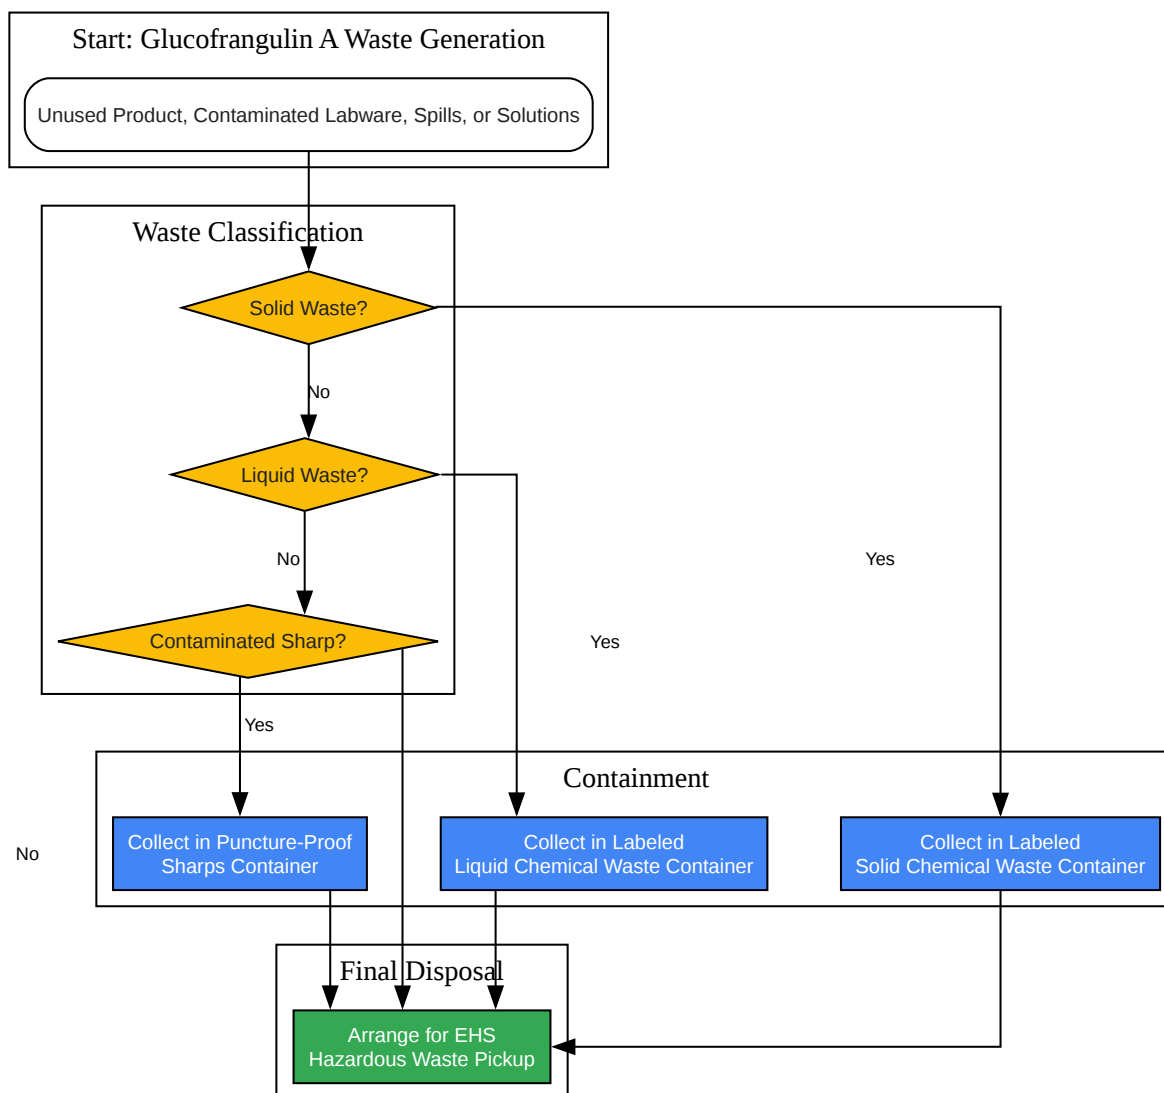 Start: Glucofrangulin A Waste Generation
Unused Product, Contaminated Labware, Spills, or Solutions
Waste Classification
Solid Waste?
No
Liquid Waste?
No
Yes
Contaminated Sharp?
Yes
Yes
Containment
Collect in Puncture-Proof
Sharps Container
Collect in Labeled
Liquid Chemical Waste Container
Collect in Labeled
Solid Chemical Waste Container
No
Final Disposal
Arrange for EHS
Hazardous Waste Pickup